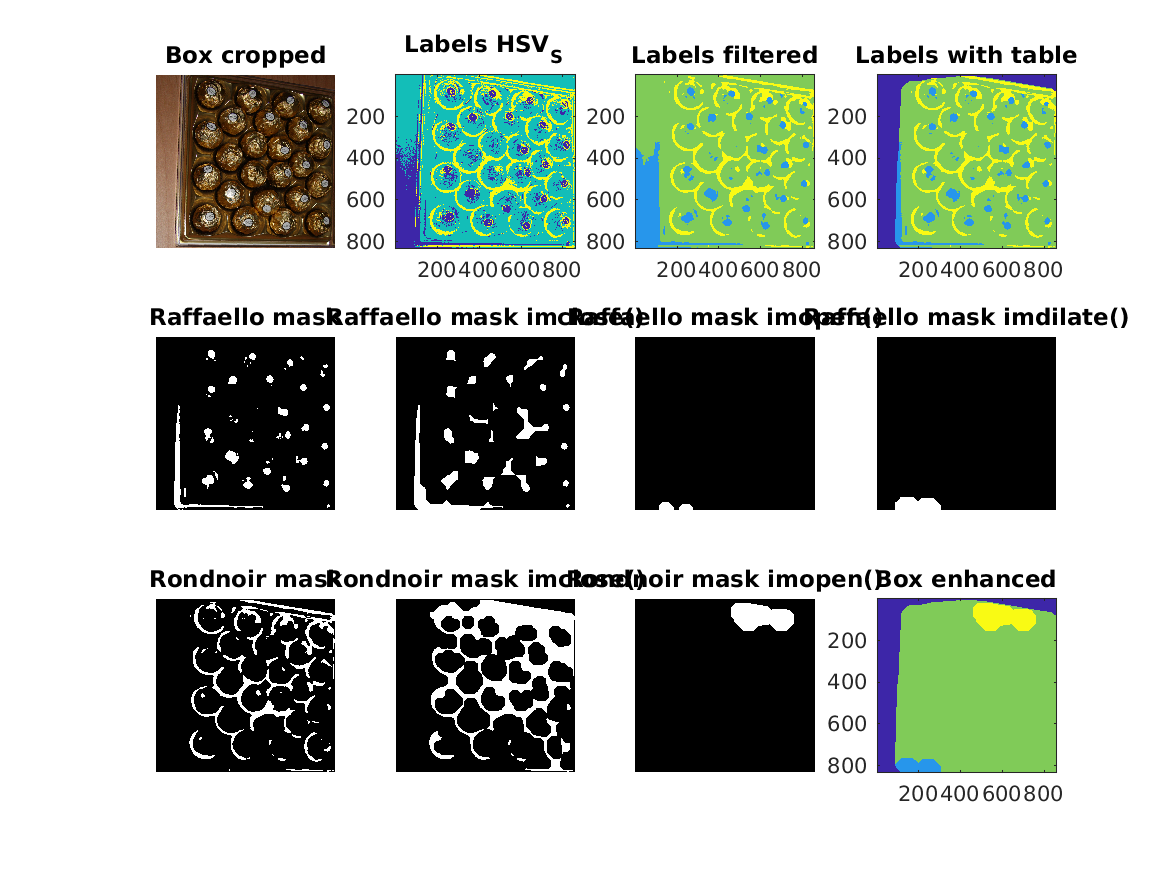 Box cropped
Labels HSV_S
Labels filtered
Labels with table
200
400
600
800
200 400 600 800
200
400
600
800
200 400 600 800
200
400
600
800
200 400 600 800
Raffaello mask
Raffaello mask imclose()
Raffaello mask imopen()
Raffaello mask imdilate()
Rondnoir mask
Rondnoir mask imclose()
Rondnoir mask imopen()
Box enhanced
200
400
600
800
200 400 600 800